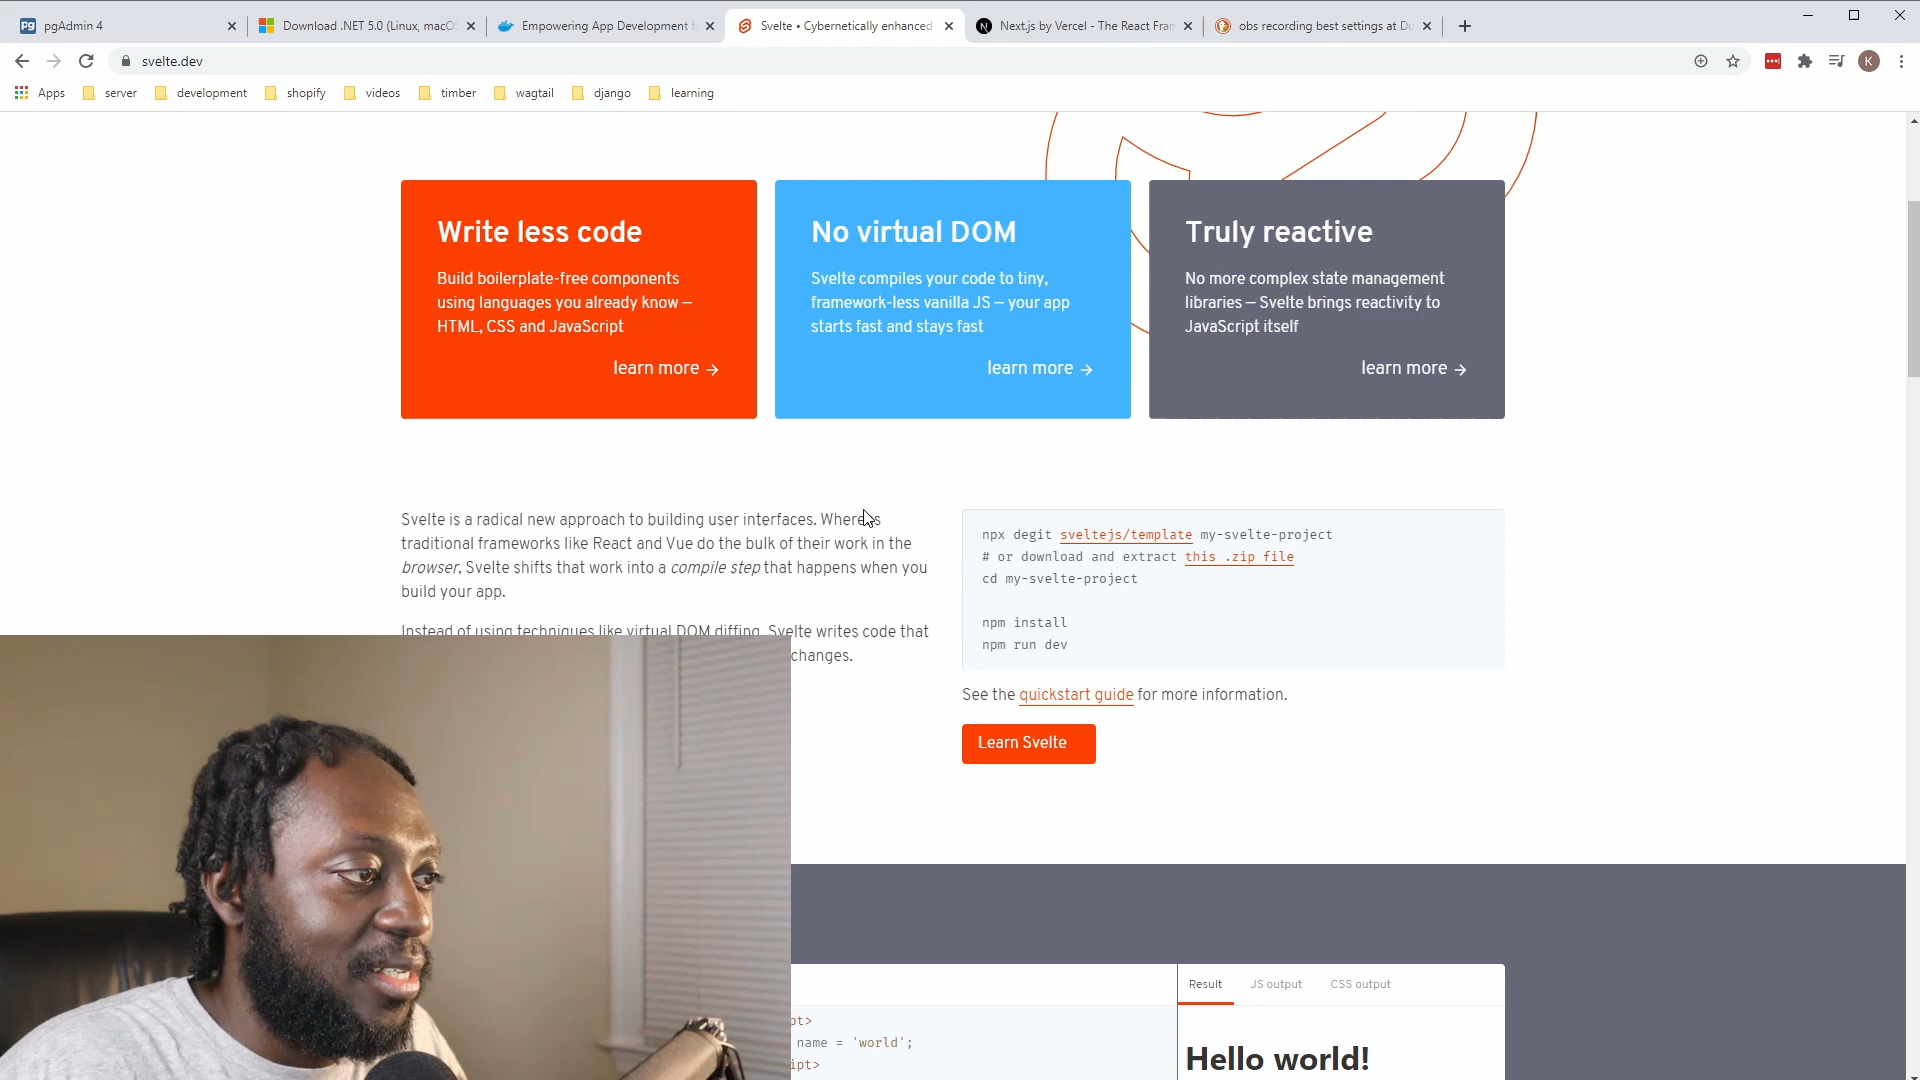 pgAdmin 4
Download .NET 5.0 (Linux, macO
Empowering App Development f
Svelte • Cybernetically enhanced
Next.js by Vercel - The React Fran
obs recording best settings at Du
svelte.dev
K
Apps
server
development
shopify
videos
timber
wagtail
django
learning
Write less code
Build boilerplate-free components
using languages you already know –
HTML, CSS and JavaScript
learn more →
No virtual DOM
Svelte compiles your code to tiny,
framework-less vanilla JS – your app
starts fast and stays fast
learn more →
Truly reactive
No more complex state management
libraries – Svelte brings reactivity to
JavaScript itself
learn more →
Svelte is a radical new approach to building user interfaces. Whereas
traditional frameworks like React and Vue do the bulk of their work in the
browser, Svelte shifts that work into a compile step that happens when you
build your app.
Instead of using techniques like virtual DOM diffing, Svelte writes code that
changes.
npx degit sveltejs/template my-svelte-project
# or download and extract this .zip file
cd my-svelte-project
npm install
npm run dev
See the quickstart guide for more information.
Learn Svelte
pt>
name = 'world';
ipt>
Result
JS output
CSS output
Hello world!